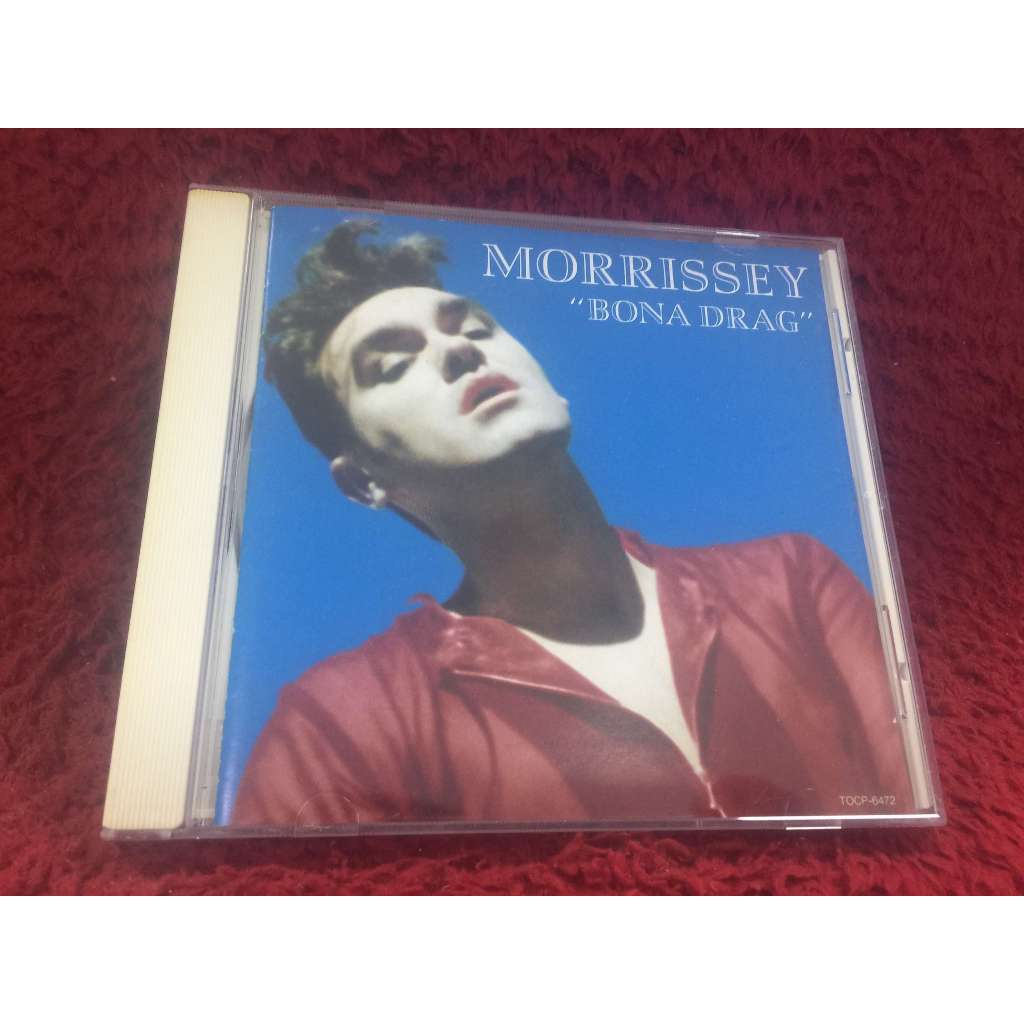 MORRISSEY
"BONA DRAG"
TOCP-6472